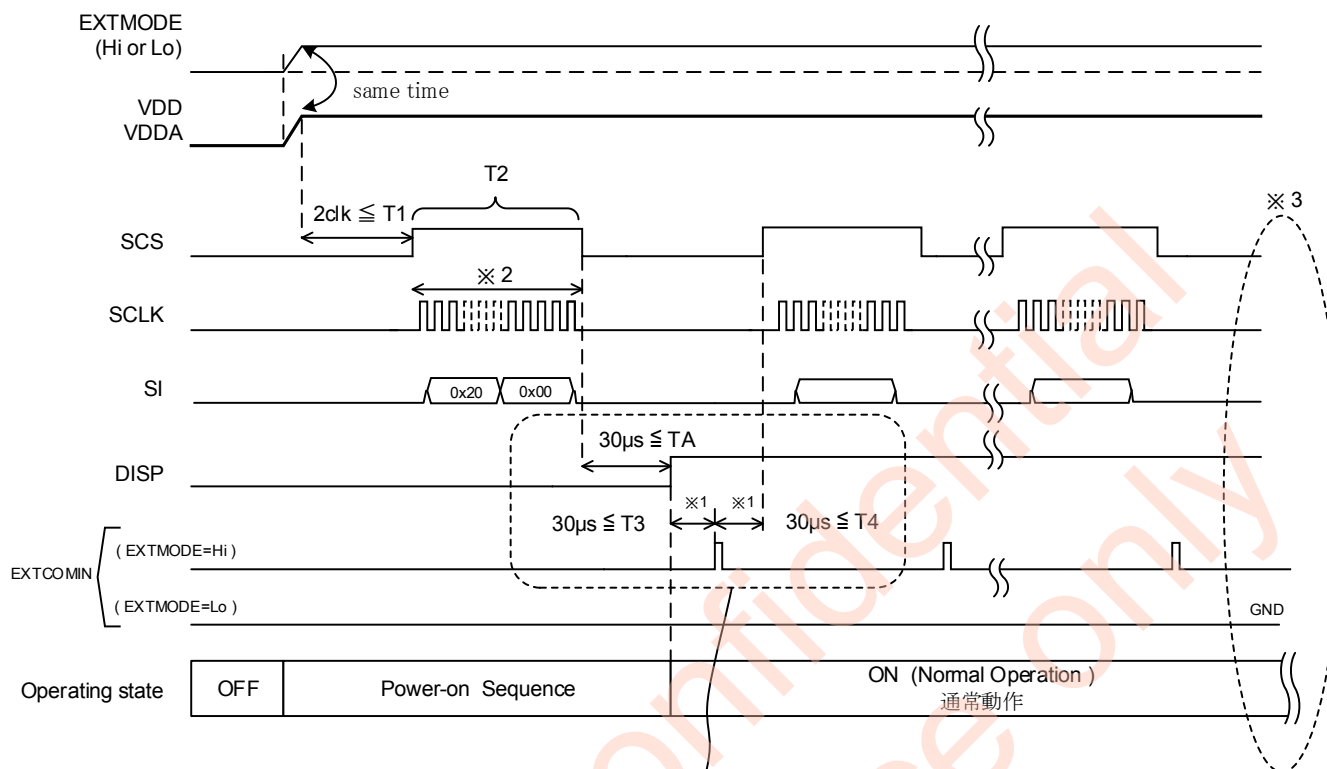 EXTMODE
(Hi or Lo)
same time
VDD
VDDA
T2
2clk ≦ T1
※ 3
SCS
※ 2
SCLK
SI
0x20
0x00
30µs ≦ TA
DISP
※1
※1
30µs ≦ T3
30µs ≦ T4
EXTCOMIN
( EXTMODE=Hi )
( EXTMODE=Lo )
GND
Operating state
OFF
Power-on Sequence
ON (Normal Operation )
通常動作
onfidential
e only